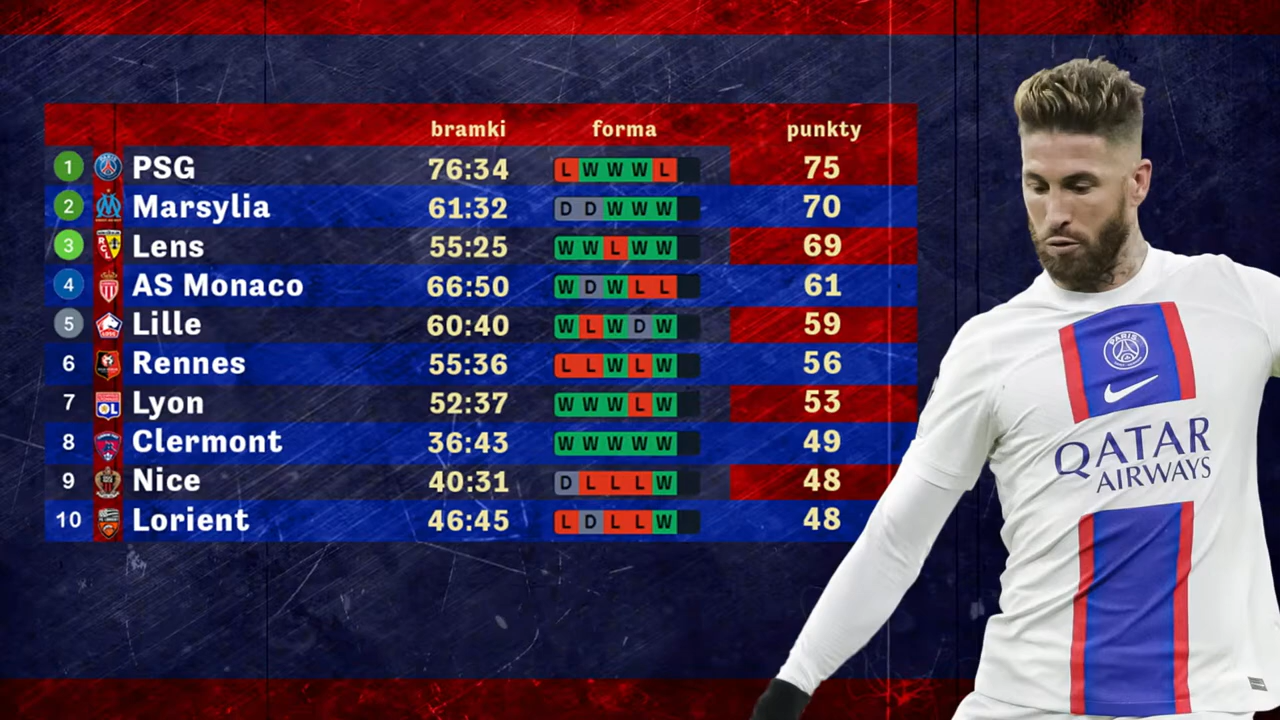 bramki forma punkty
1 PSG 76:34 L W W W L 75
2 Marsylia 61:32 D D W W W 70
3 Lens 55:25 W W L W W 69
4 AS Monaco 66:50 W D W L L 61
5 Lille 60:40 W L W D W 59
6 Rennes 55:36 L L W L W 56
7 Lyon 52:37 W W W L W 53
8 Clermont 36:43 W W W W W 49
9 Nice 40:31 D L L L W 48
10 Lorient 46:45 L D L L W 48
PARIS
QATAR
AIRWAYS